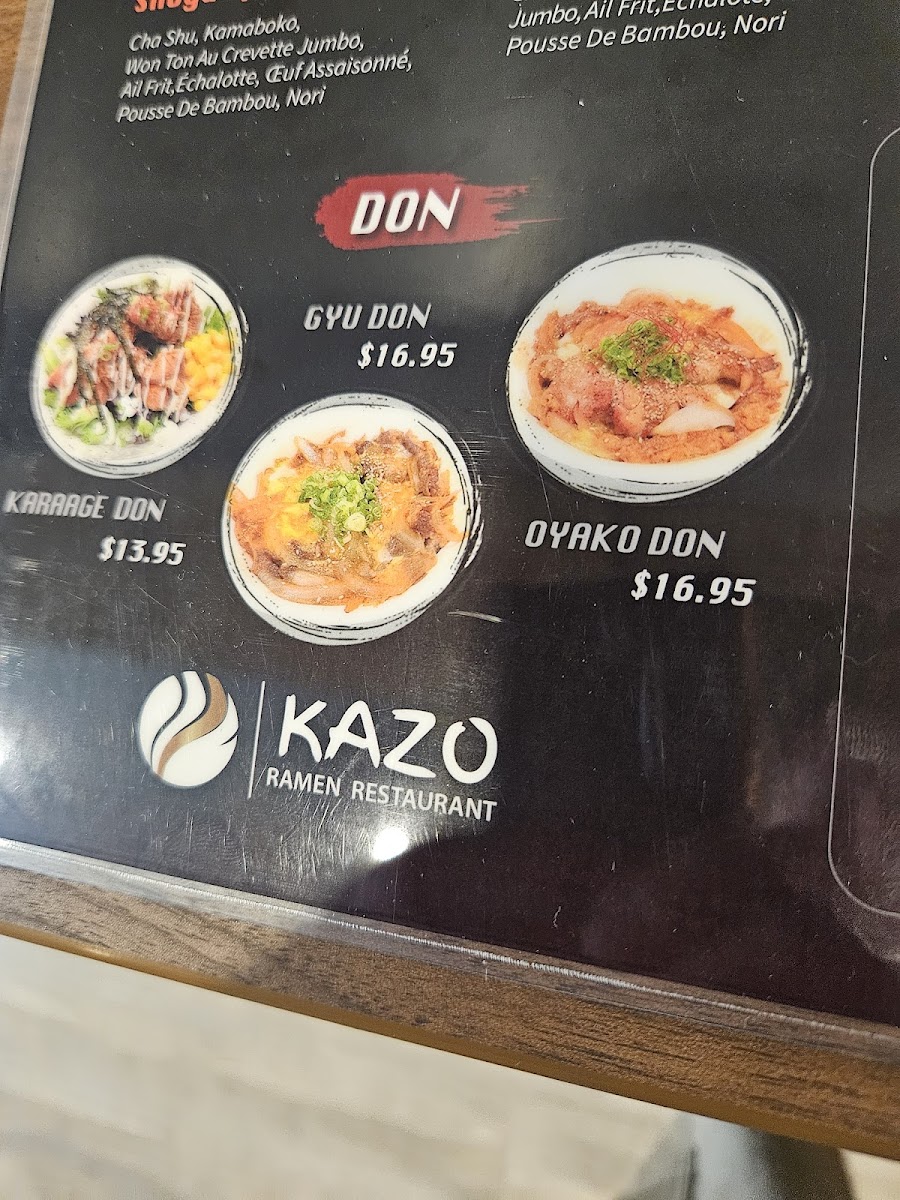 Cha Shu, Kamaboko,
Won Ton Au Crevette Jumbo,
Ail Frit,Échalotte, Œuf Assaisonné,
Pousse De Bambou, Nori
Jumbo, Ail Frit,Échalotte,
Pousse De Bambou, Nori
DON
GYU DON
$16.95
KARAAGE DON
$13.95
OYAKO DON
$16.95
KAZO
RAMEN RESTAURANT